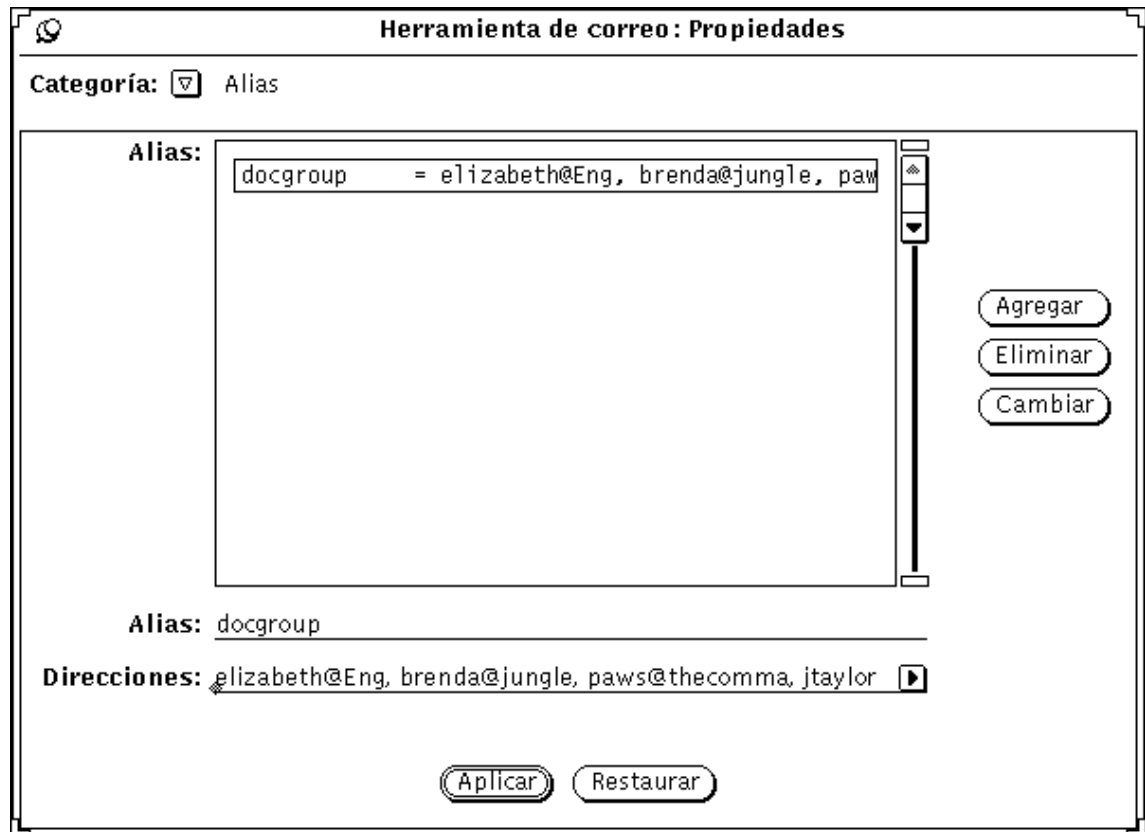 Herramienta de correo: Propiedades
Categoría: Alias
Alias:
docgroup = elizabeth@Eng, brenda@jungle, paw
Agregar
Eliminar
Cambiar
Alias: docgroup
Direcciones: elizabeth@Eng, brenda@jungle, paws@thecomma, jtaylor
Aplicar Restaurar